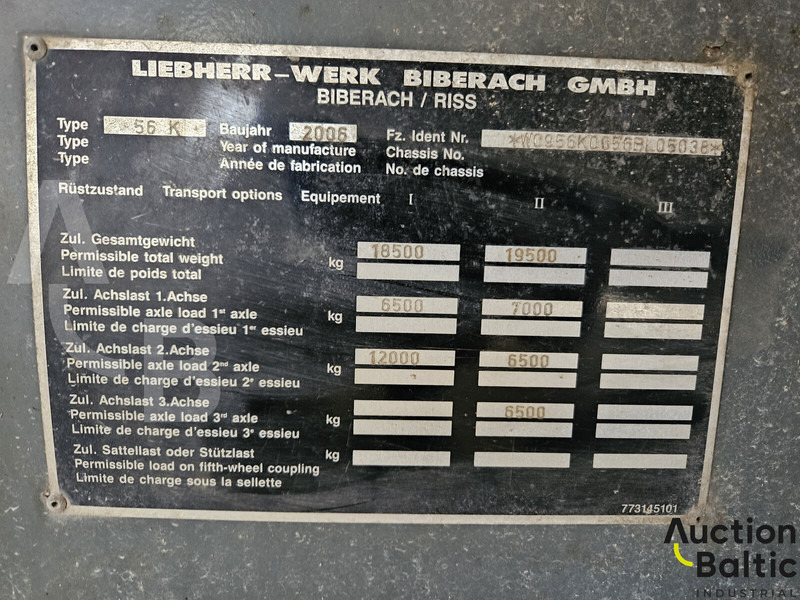 LIEBHERR-WERK BIBERACH GMBH
BIBERACH / RISS
Type 56 K Baujahr 2006 Fz. Ident Nr.
Type Year of manufacture Chassis No.
Type Année de fabrication No. de chassis
Rüstzustand Transport options Equipement I II III
Zul. Gesamtgewicht
Permissible total weight kg 18500 19500
Limite de poids total
Zul. Achslast 1.Achse
Permissible axle load 1st axle kg 6500 7000
Limite de charge d'essieu 1er essieu
Zul. Achslast 2.Achse
Permissible axle load 2nd axle kg 12000 6500
Limite de charge d'essieu 2e essieu
Zul. Achslast 3.Achse
Permissible axle load 3rd axle kg 6500
Limite de charge d'essieu 3e essieu
Zul. Sattellast oder Stützlast kg
Permissible load on fifth-wheel coupling
Limite de charge sous la sellette
773145101
Auction
Baltic
INDUSTRIAL